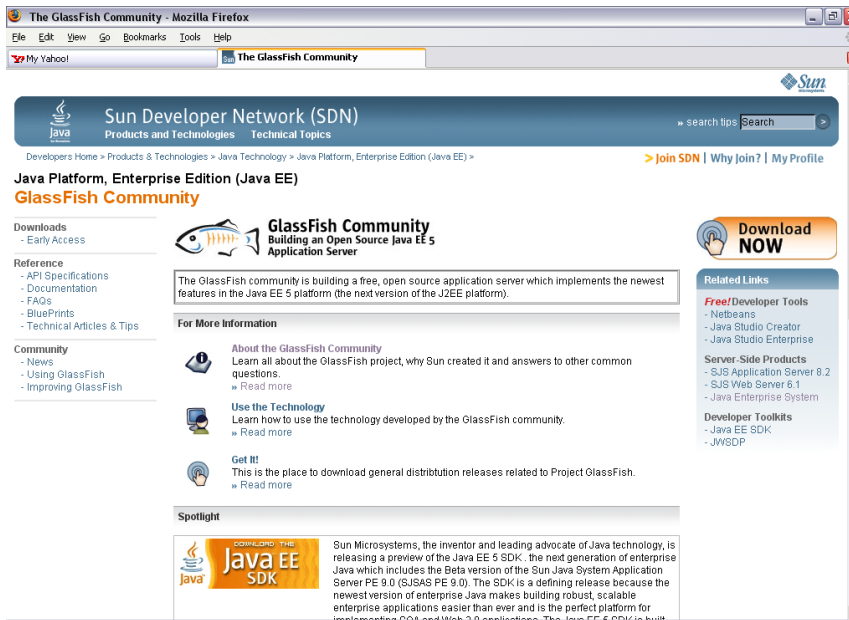 The GlassFish Community - Mozilla Firefox
File Edit View Go Bookmarks Tools Help
My Yahoo!
The GlassFish Community
Sun
microsystems
Java
Sun Developer Network (SDN)
Products and Technologies Technical Topics
» search tips Search
Developers Home > Products & Technologies > Java Technology > Java Platform, Enterprise Edition (Java EE) >
> Join SDN | Why Join? | My Profile
Java Platform, Enterprise Edition (Java EE)
GlassFish Community
Downloads
- Early Access
Reference
- API Specifications
- Documentation
- FAQs
- BluePrints
- Technical Articles & Tips
Community
- News
- Using GlassFish
- Improving GlassFish
GlassFish Community
Building an Open Source Java EE 5
Application Server
The GlassFish community is building a free, open source application server which implements the newest
features in the Java EE 5 platform (the next version of the J2EE platform).
For More Information
About the GlassFish Community
Learn all about the GlassFish project, why Sun created it and answers to other common
questions.
» Read more
Use the Technology
Learn how to use the technology developed by the GlassFish community.
» Read more
Get It!
This is the place to download general distribtution releases related to Project GlassFish.
» Read more
Spotlight
DOWNLOAD THE
Java EE
SDK
Java
Sun Microsystems, the inventor and leading advocate of Java technology, is
releasing a preview of the Java EE 5 SDK . the next generation of enterprise
Java which includes the Beta version of the Sun Java System Application
Server PE 9.0 (SJSAS PE 9.0). The SDK is a defining release because the
newest version of enterprise Java makes building robust, scalable
enterprise applications easier than ever and is the perfect platform for
implementing SOA and Web 2.0 applications. The Java EE 5 SDK is built
Download
NOW
Related Links
Free! Developer Tools
- Netbeans
- Java Studio Creator
- Java Studio Enterprise
Server-Side Products
- SJS Application Server 8.2
- SJS Web Server 6.1
- Java Enterprise System
Developer Toolkits
- Java EE SDK
- JWSDP